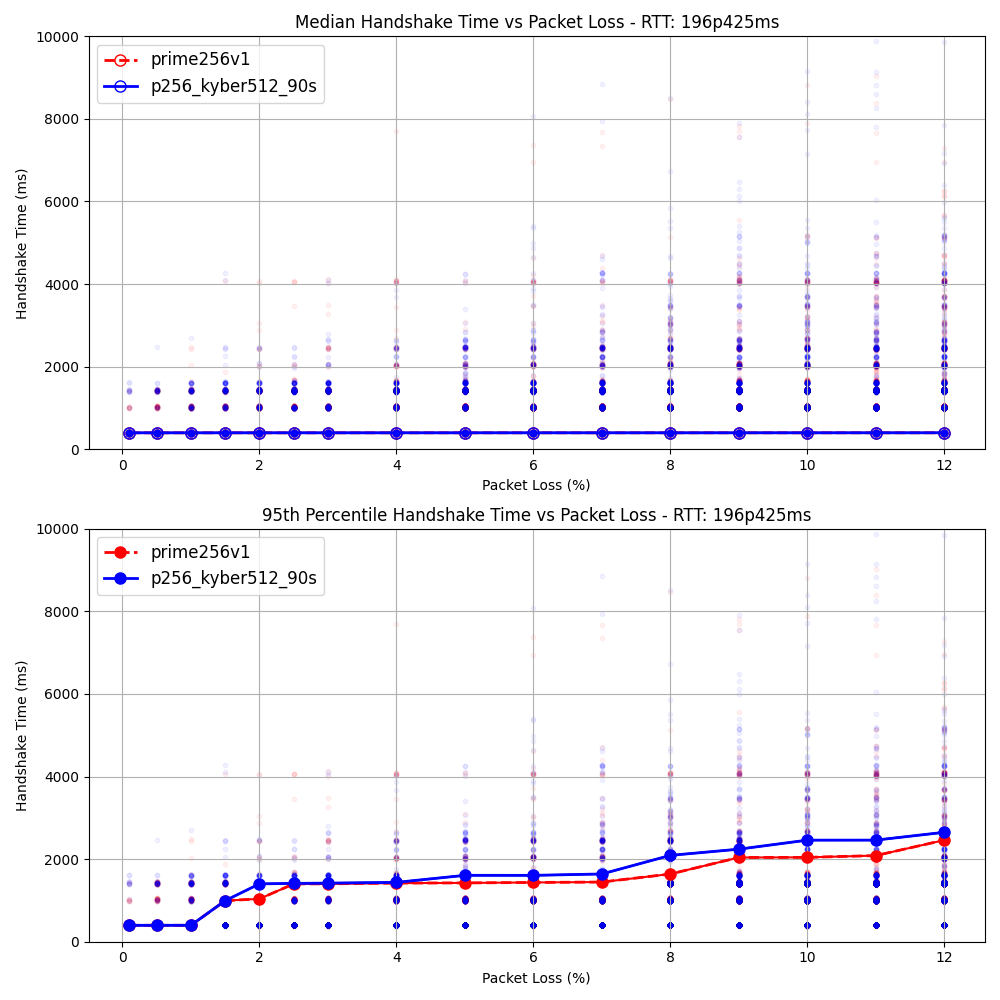 Median Handshake Time vs Packet Loss - RTT: 196p425ms
prime256v1
p256_kyber512_90s
10000
8000
6000
4000
2000
0
Handshake Time (ms)
0 2 4 6 8 10 12
Packet Loss (%)
95th Percentile Handshake Time vs Packet Loss - RTT: 196p425ms
prime256v1
p256_kyber512_90s
10000
8000
6000
4000
2000
0
Handshake Time (ms)
0 2 4 6 8 10 12
Packet Loss (%)